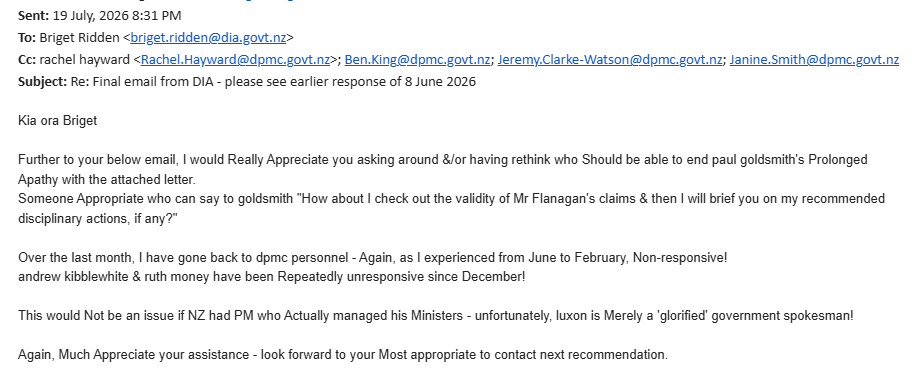 Sent: 19 July, 2026 8:31 PM
To: Briget Ridden <briget.ridden@dia.govt.nz>
Cc: rachel hayward <Rachel.Hayward@dpmc.govt.nz>; Ben.King@dpmc.govt.nz; Jeremy.Clarke-Watson@dpmc.govt.nz; Janine.Smith@dpmc.govt.nz
Subject: Re: Final email from DIA - please see earlier response of 8 June 2026
Kia ora Briget
Further to your below email, I would Really Appreciate you asking around &/or having rethink who Should be able to end paul goldsmith's Prolonged
Apathy with the attached letter.
Someone Appropriate who can say to goldsmith "How about I check out the validity of Mr Flanagan's claims & then I will brief you on my recommended
disciplinary actions, if any?"
Over the last month, I have gone back to dpmc personnel - Again, as I experienced from June to February, Non-responsive!
andrew kibblewhite & ruth money have been Repeatedly unresponsive since December!
This would Not be an issue if NZ had PM who Actually managed his Ministers - unfortunately, luxon is Merely a 'glorified' government spokesman!
Again, Much Appreciate your assistance - look forward to your Most appropriate to contact next recommendation.